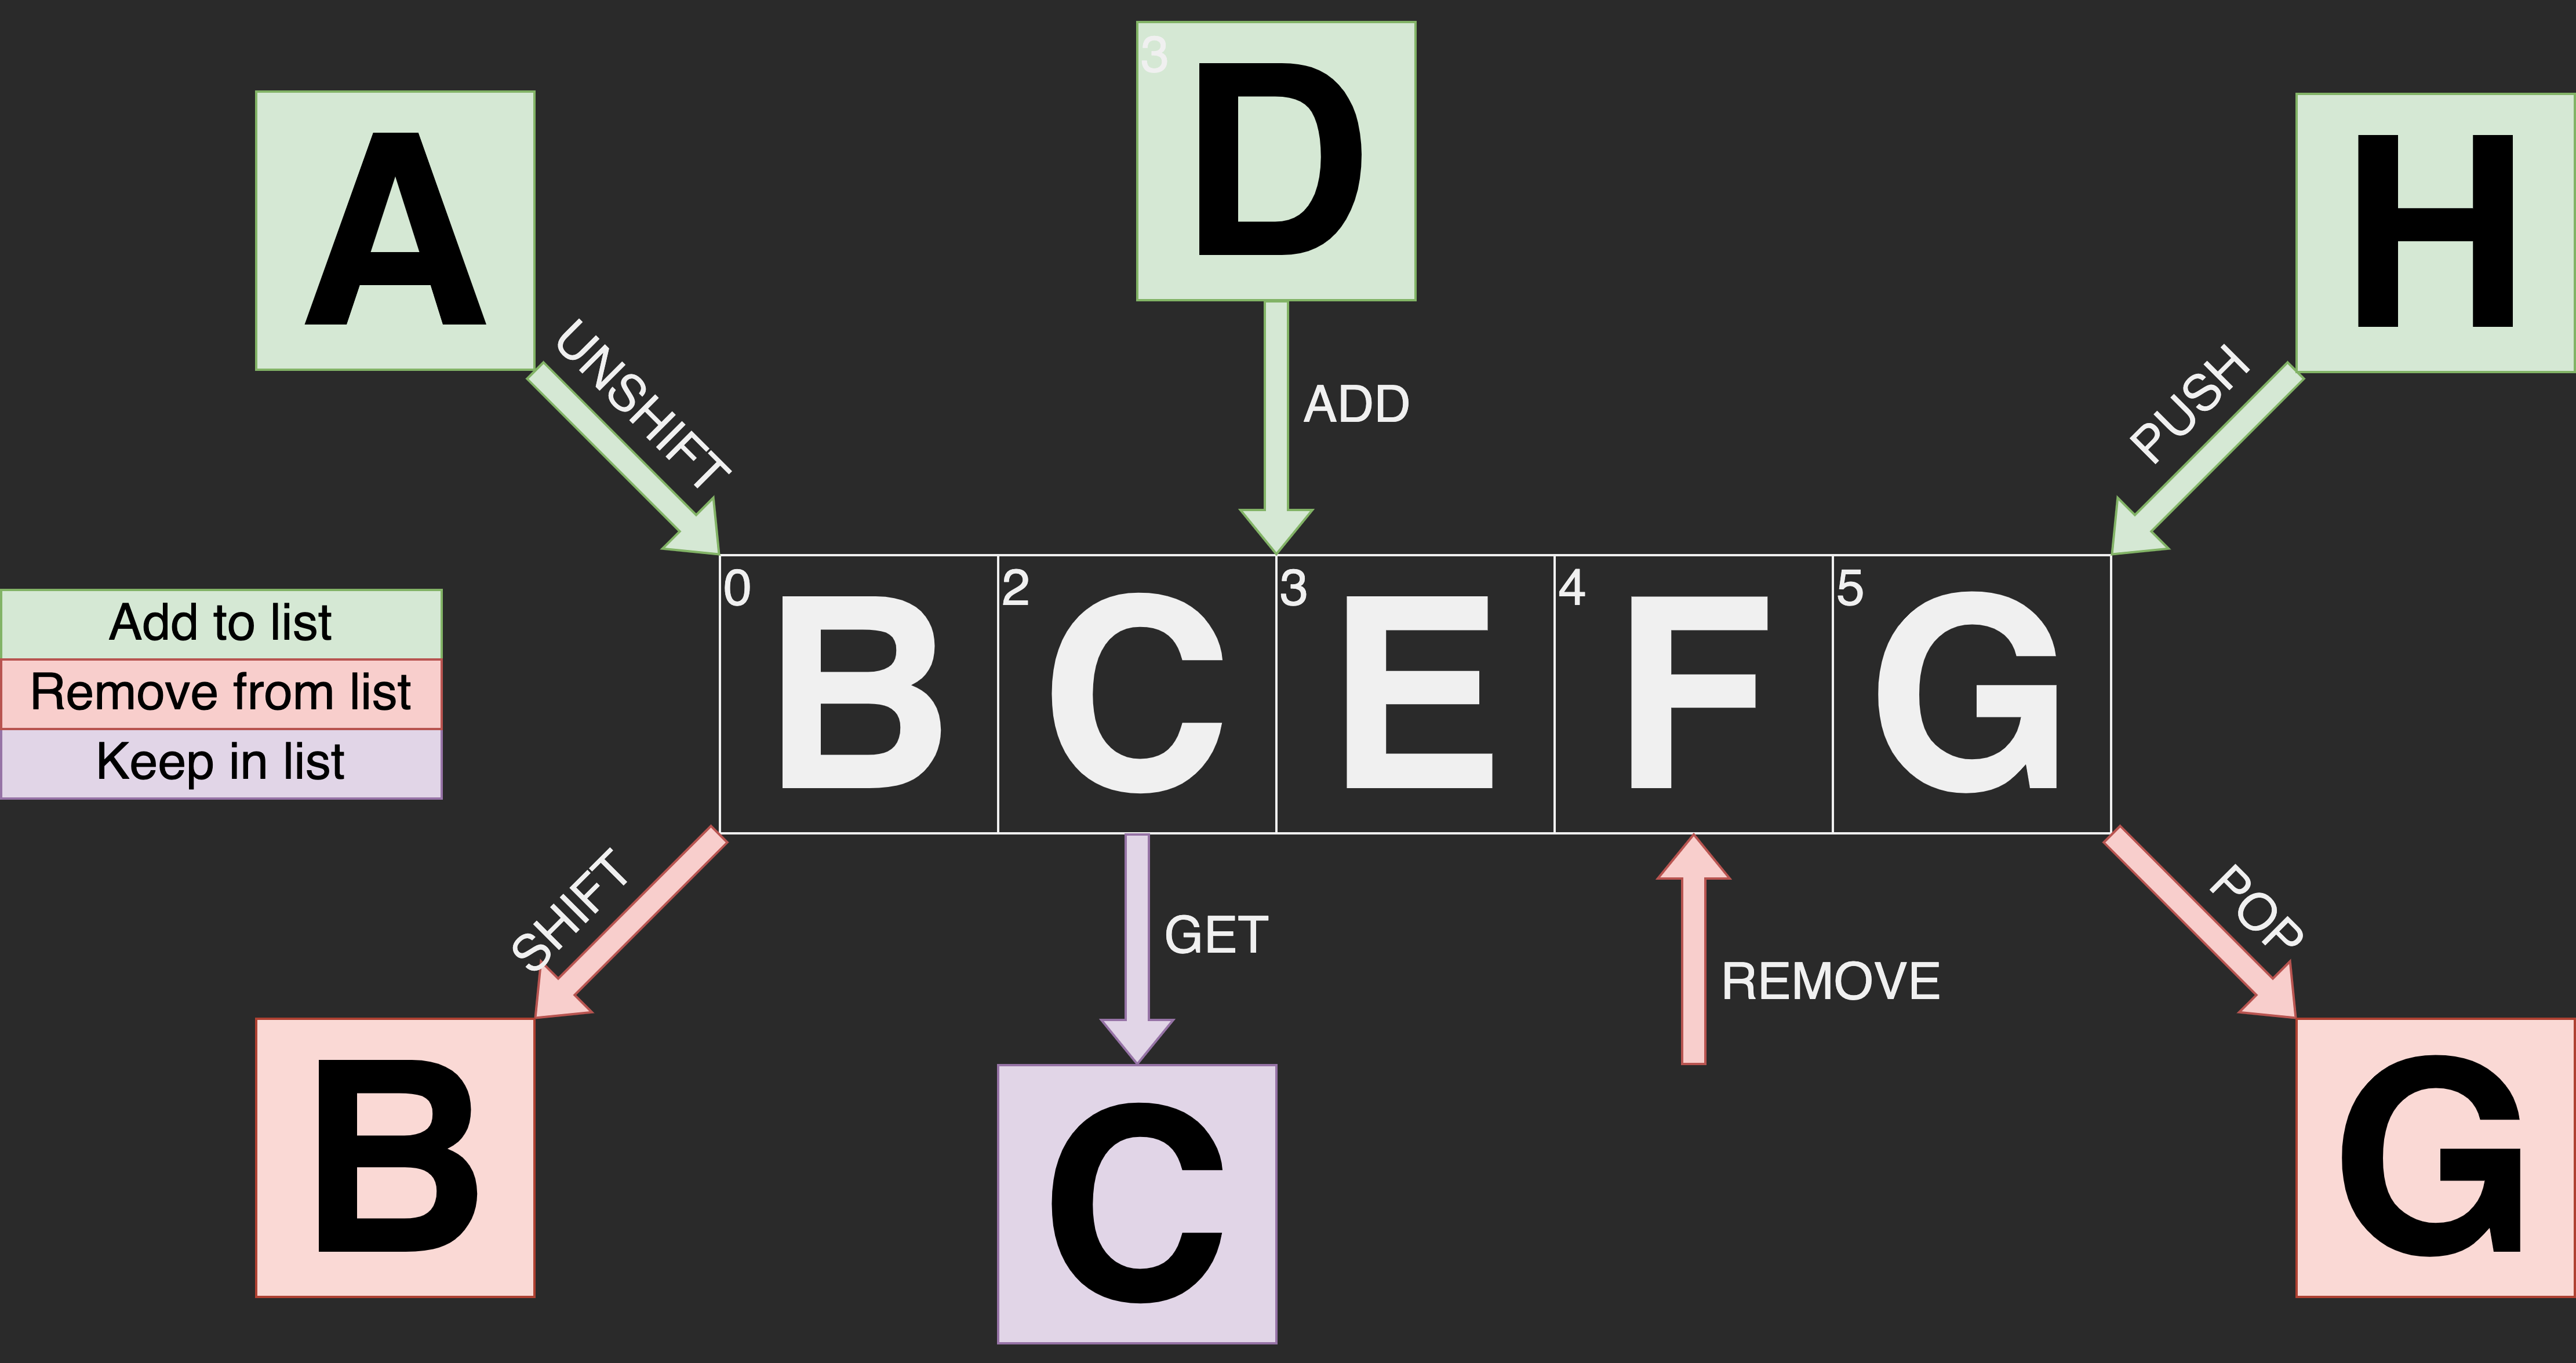 A
3
D
H
UNSHIFT
ADD
PUSH
0
B
2
C
3
E
4
F
5
G
Add to list
Remove from list
Keep in list
SHIFT
GET
REMOVE
POP
B
C
G